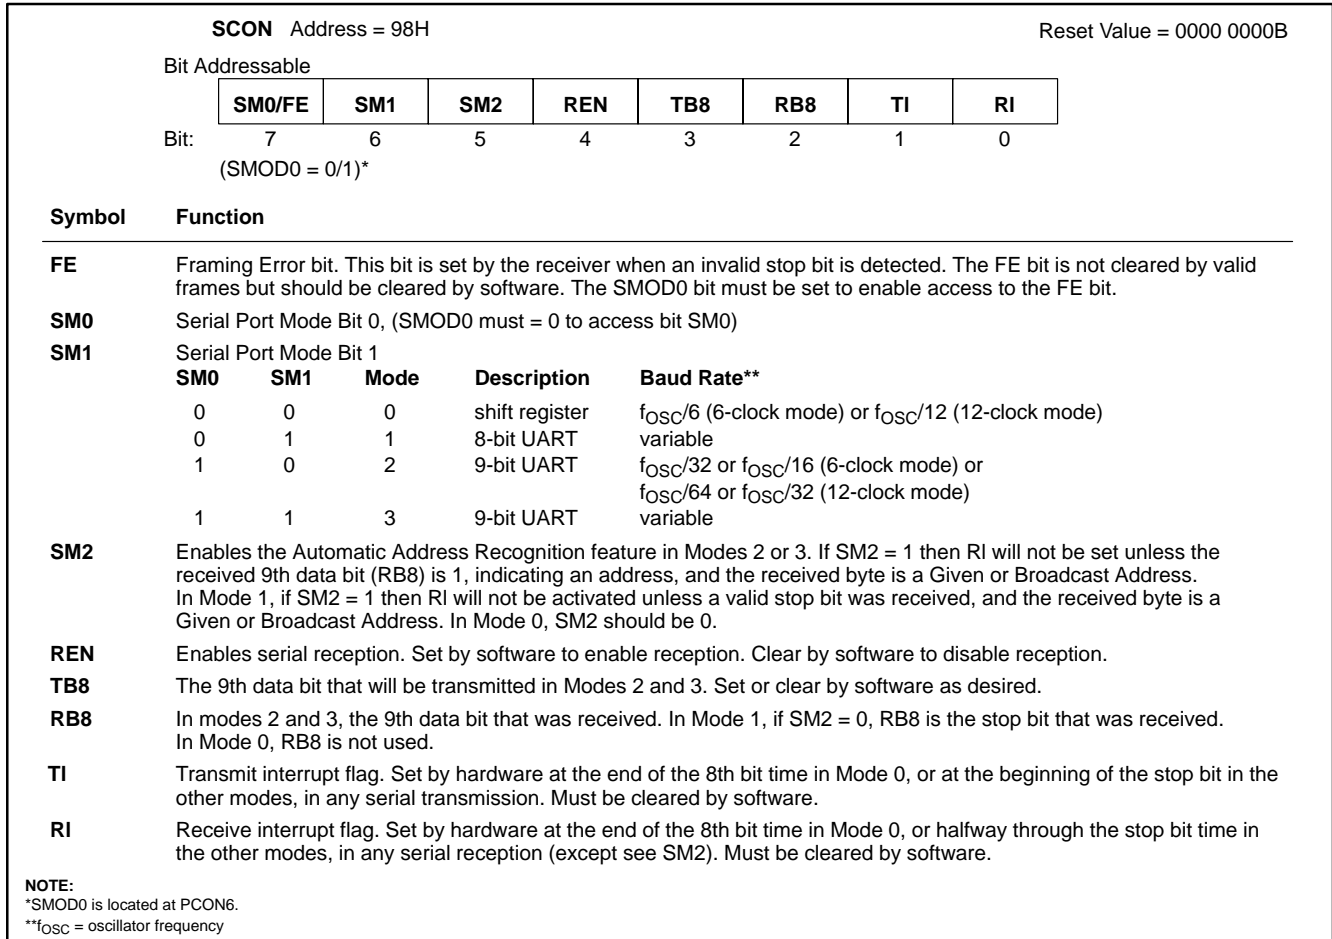 SCON Address = 98H Reset Value = 0000 0000B
Bit Addressable
SM0/FE SM1 SM2 REN TB8 RB8 TI RI
Bit: 7 6 5 4 3 2 1 0
(SMOD0 = 0/1)*
Symbol Function
FE Framing Error bit. This bit is set by the receiver when an invalid stop bit is detected. The FE bit is not cleared by valid
frames but should be cleared by software. The SMOD0 bit must be set to enable access to the FE bit.
SM0 Serial Port Mode Bit 0, (SMOD0 must = 0 to access bit SM0)
SM1 Serial Port Mode Bit 1
SM0 SM1 Mode Description Baud Rate**
0 0 0 shift register fOSC/6 (6-clock mode) or fOSC/12 (12-clock mode)
0 1 1 8-bit UART variable
1 0 2 9-bit UART fOSC/32 or fOSC/16 (6-clock mode) or
fOSC/64 or fOSC/32 (12-clock mode)
1 1 3 9-bit UART variable
SM2 Enables the Automatic Address Recognition feature in Modes 2 or 3. If SM2 = 1 then RI will not be set unless the
received 9th data bit (RB8) is 1, indicating an address, and the received byte is a Given or Broadcast Address.
In Mode 1, if SM2 = 1 then RI will not be activated unless a valid stop bit was received, and the received byte is a
Given or Broadcast Address. In Mode 0, SM2 should be 0.
REN Enables serial reception. Set by software to enable reception. Clear by software to disable reception.
TB8 The 9th data bit that will be transmitted in Modes 2 and 3. Set or clear by software as desired.
RB8 In modes 2 and 3, the 9th data bit that was received. In Mode 1, if SM2 = 0, RB8 is the stop bit that was received.
In Mode 0, RB8 is not used.
TI Transmit interrupt flag. Set by hardware at the end of the 8th bit time in Mode 0, or at the beginning of the stop bit in the
other modes, in any serial transmission. Must be cleared by software.
RI Receive interrupt flag. Set by hardware at the end of the 8th bit time in Mode 0, or halfway through the stop bit time in
the other modes, in any serial reception (except see SM2). Must be cleared by software.
NOTE:
*SMOD0 is located at PCON6.
**fOSC = oscillator frequency